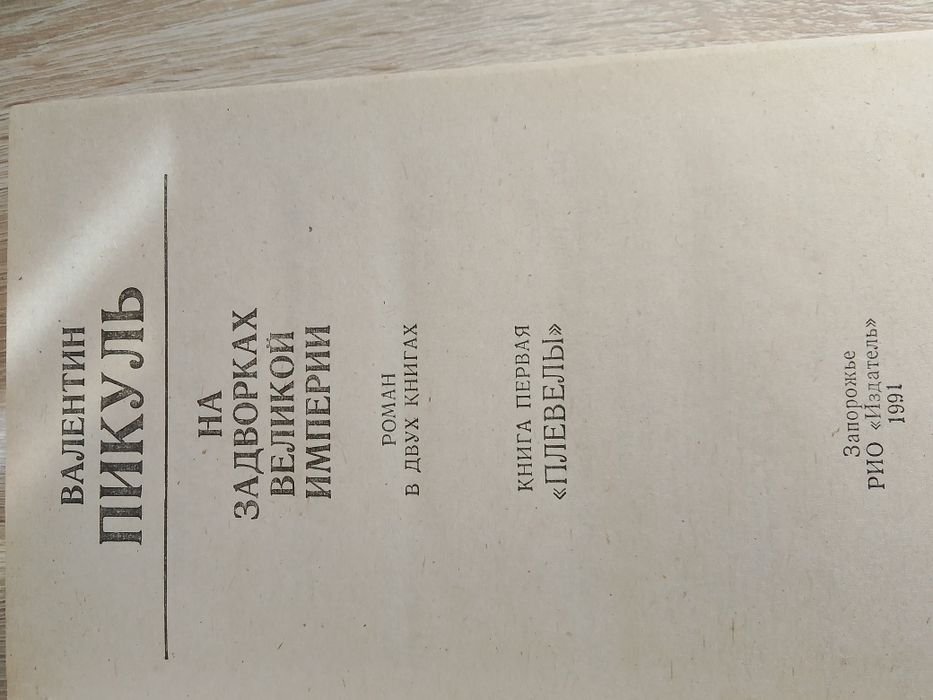 ВАЛЕНТИН
ПИКУЛЬ
НА
ЗАДВОРКАХ
ВЕЛИКОЙ
ИМПЕРИИ
РОМАН
В ДВУХ КНИГАХ
КНИГА ПЕРВАЯ
«ПЛЕВЕЛЫ»
Запорожье
РИО «Издатель»
1991